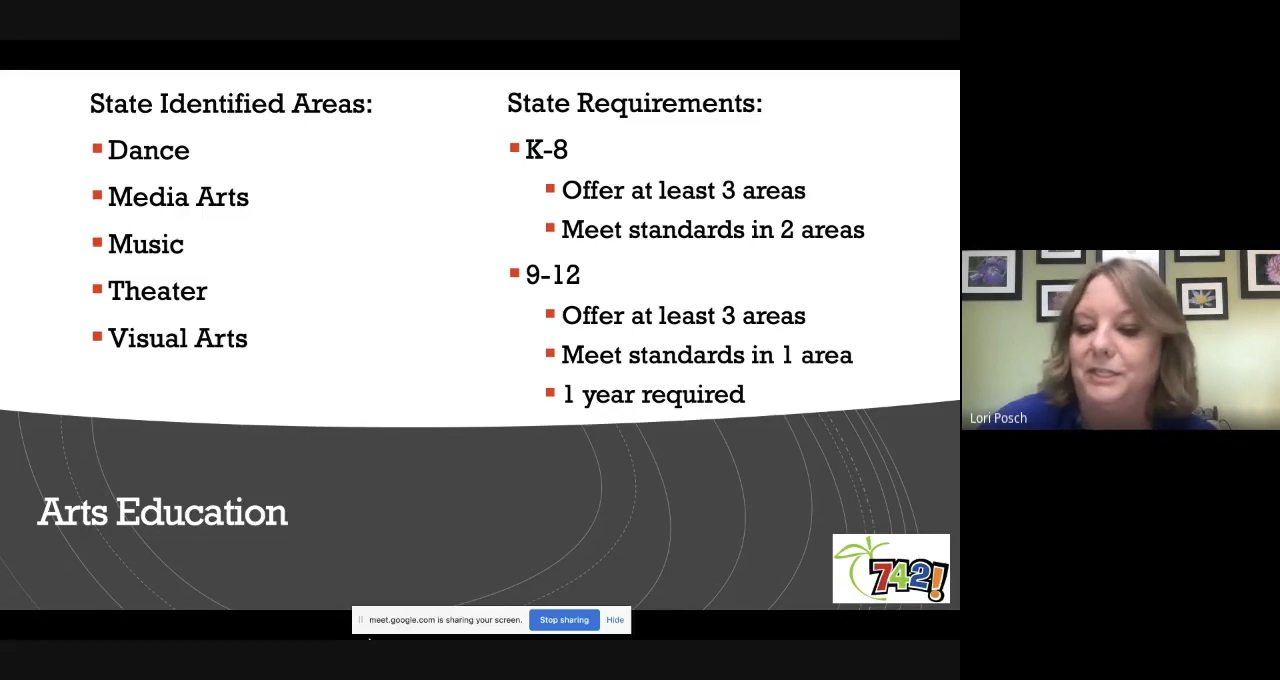 State Identified Areas:
Dance
Media Arts
Music
Theater
Visual Arts
State Requirements:
K-8
Offer at least 3 areas
Meet standards in 2 areas
9-12
Offer at least 3 areas
Meet standards in 1 area
1 year required
Arts Education
742!
Lori Posch
meet.google.com is sharing your screen.
Stop sharing
Hide